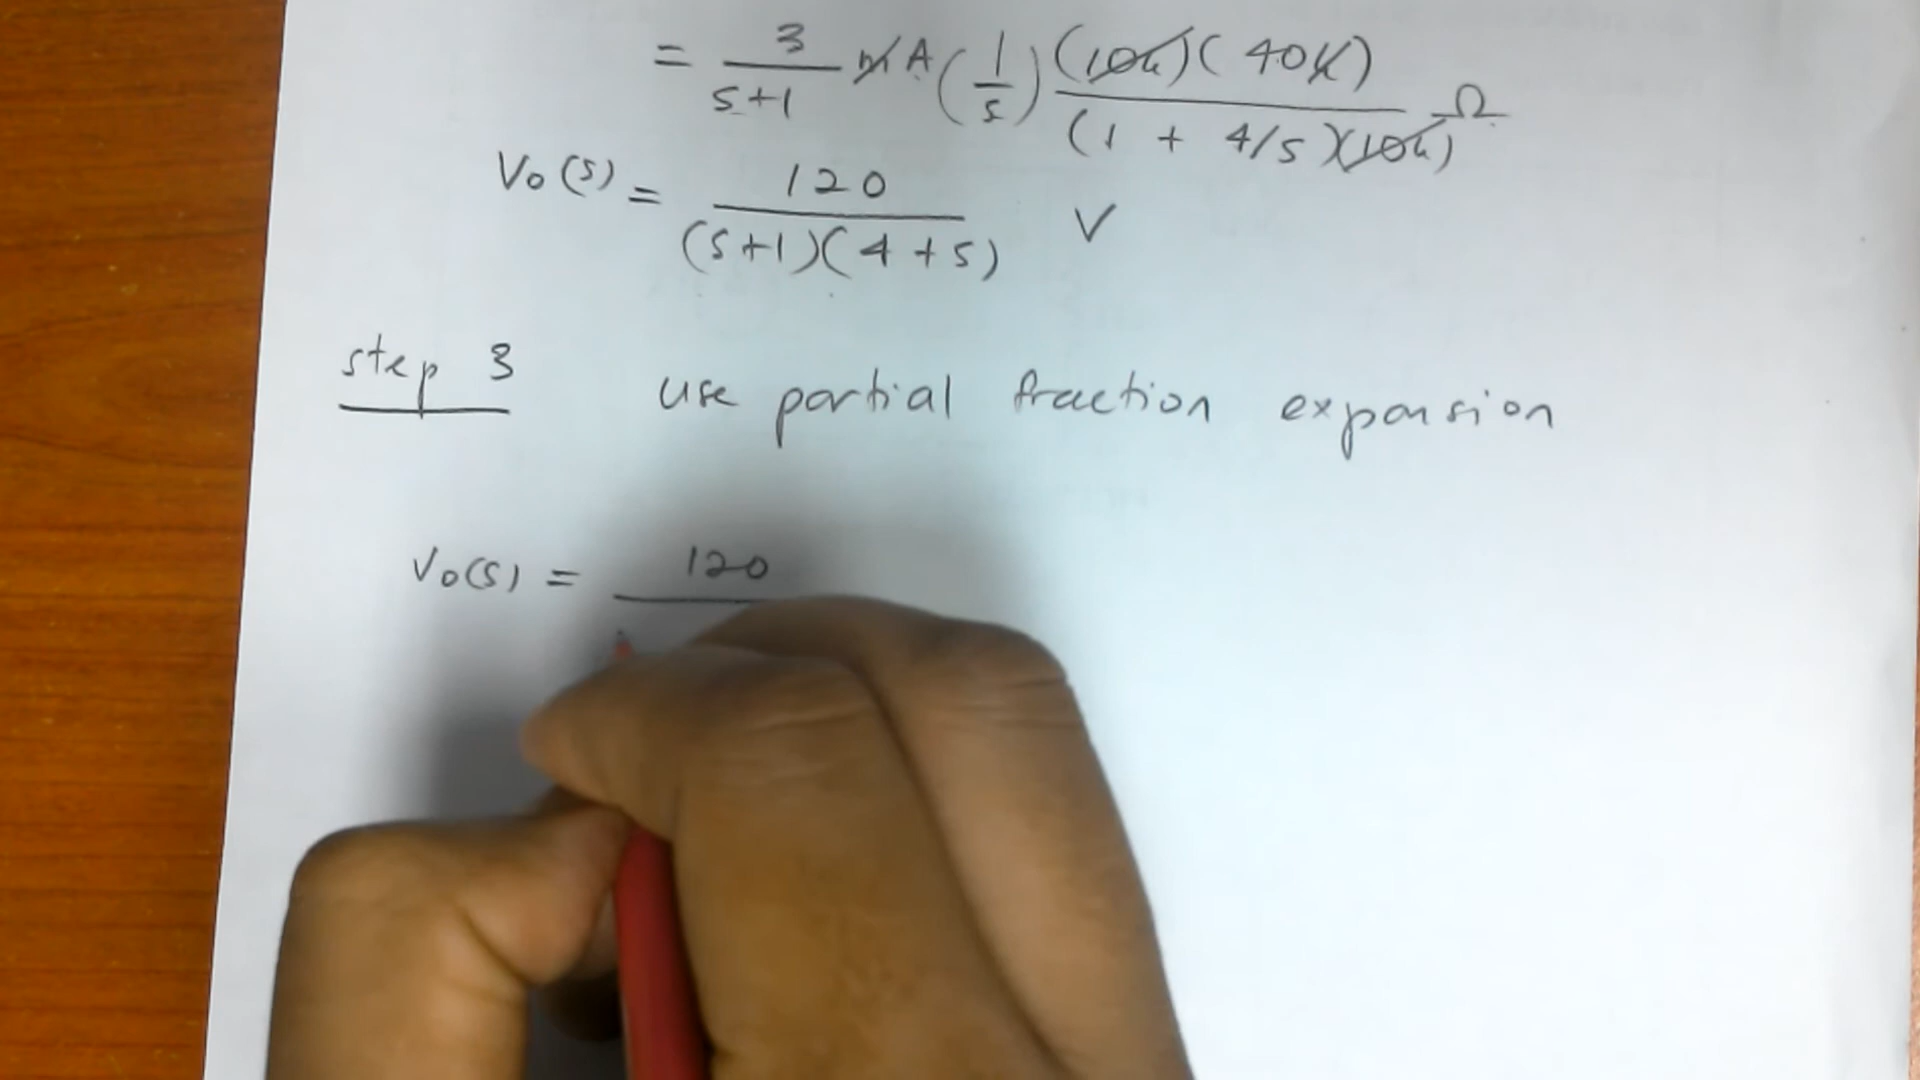 = 3/(s+1) mA (1/s) (10k)(40k)/((1 + 4/s)(10k)) Ω
Vo(s) = 120/((s+1)(4+s)) V
step 3 use partial fraction expansion
Vo(s) = 120